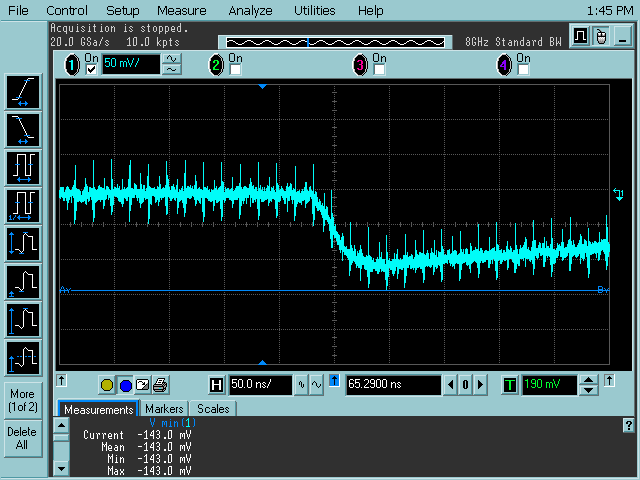 File Control Setup Measure Analyze Utilities Help 1:45 PM
Acquisition is stopped.
20.0 GSa/s 10.0 kpts 8GHz Standard BW
1 On 50 mV/ 2 On 3 On 4 On
H 50.0 ns/ 65.2900 ns 0 T 190 mV
More
(1of 2)
Delete
All
Measurements Markers Scales
V min(1)
Current -143.0 mV
Mean -143.0 mV
Min -143.0 mV
Max -143.0 mV
?